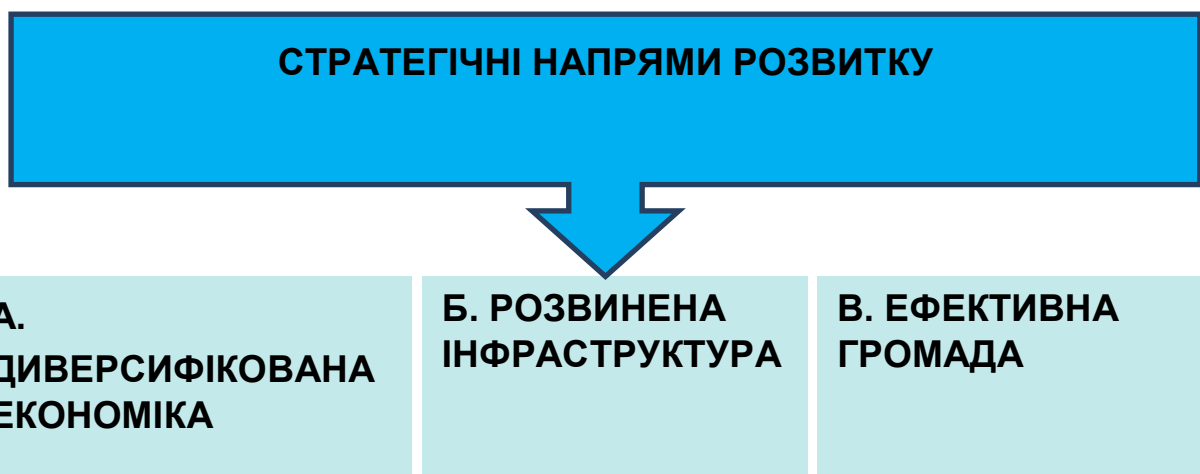 СТРАТЕГІЧНІ НАПРЯМИ РОЗВИТКУ
А.
ДИВЕРСИФІКОВАНА
ЕКОНОМІКА
Б. РОЗВИНЕНА
ІНФРАСТРУКТУРА
В. ЕФЕКТИВНА
ГРОМАДА